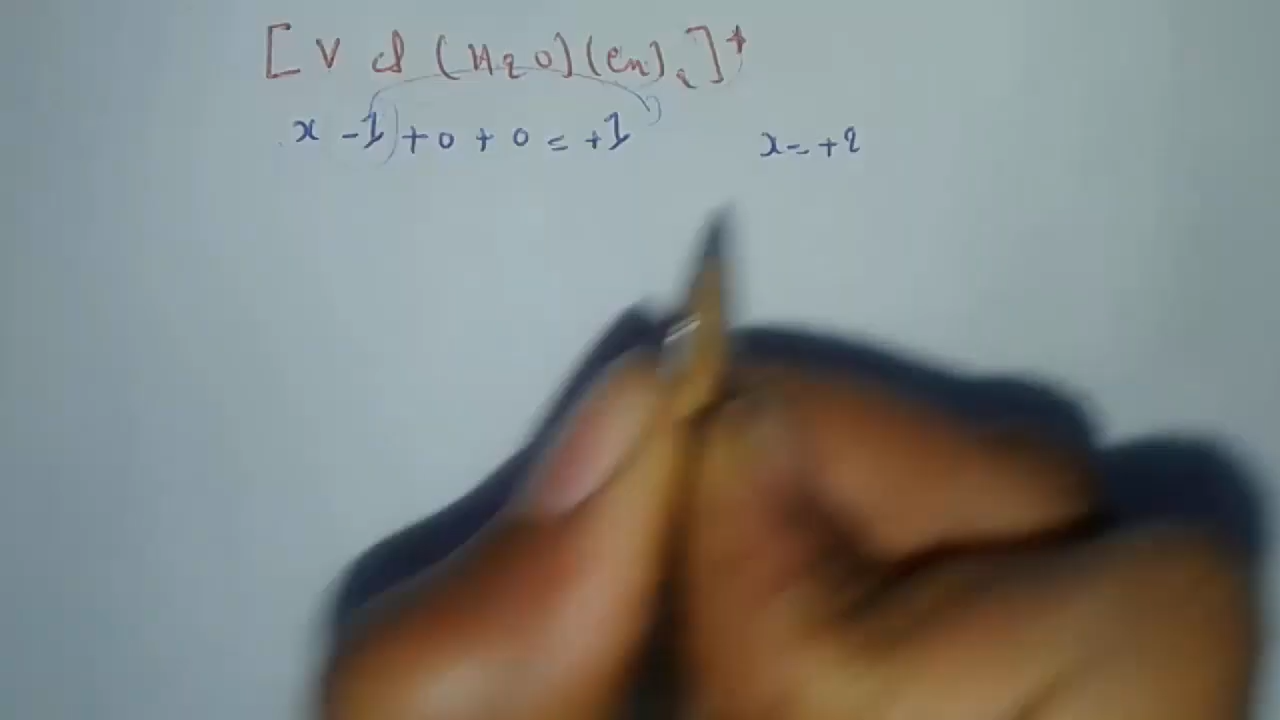 [V Cl (H2O)(en)2]+
x -1 + 0 + 0 = +1 x = +2